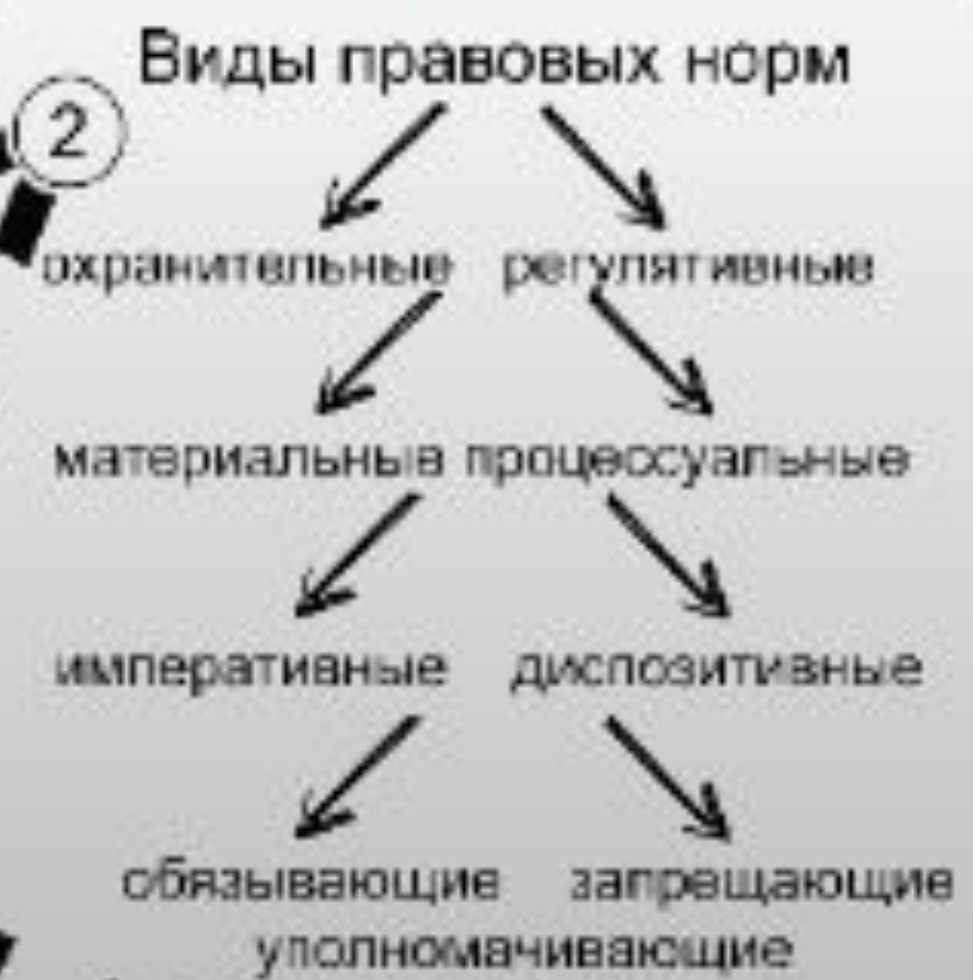 Виды правовых норм
2
охранительные регулятивные
материальные процессуальные
императивные диспозитивные
обязывающие запрещающие
уполномачивающие